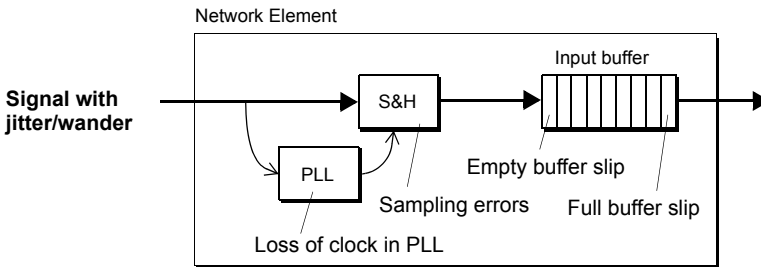 Network Element
Input buffer
Signal with
jitter/wander
S&H
PLL
Empty buffer slip
Sampling errors
Full buffer slip
Loss of clock in PLL